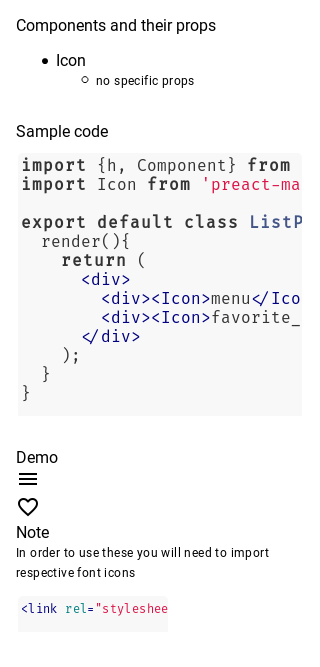 Components and their props
Icon
no specific props
Sample code
import {h, Component} from
import Icon from 'preact-ma
export default class ListP
render(){
return (
<div>
<div><Icon>menu</Ico
<div><Icon>favorite_
</div>
);
}
}
Demo
Note
In order to use these you will need to import
respective font icons
<link rel="styleshee